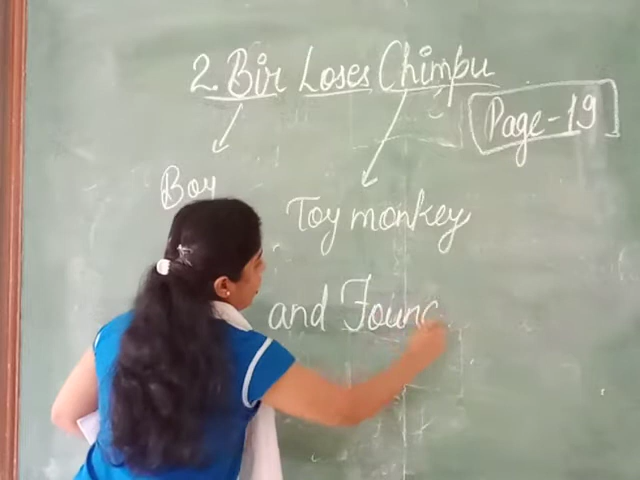 2. Bir Loses Chimpu
Page-19
Boy
Toy monkey
and Founc